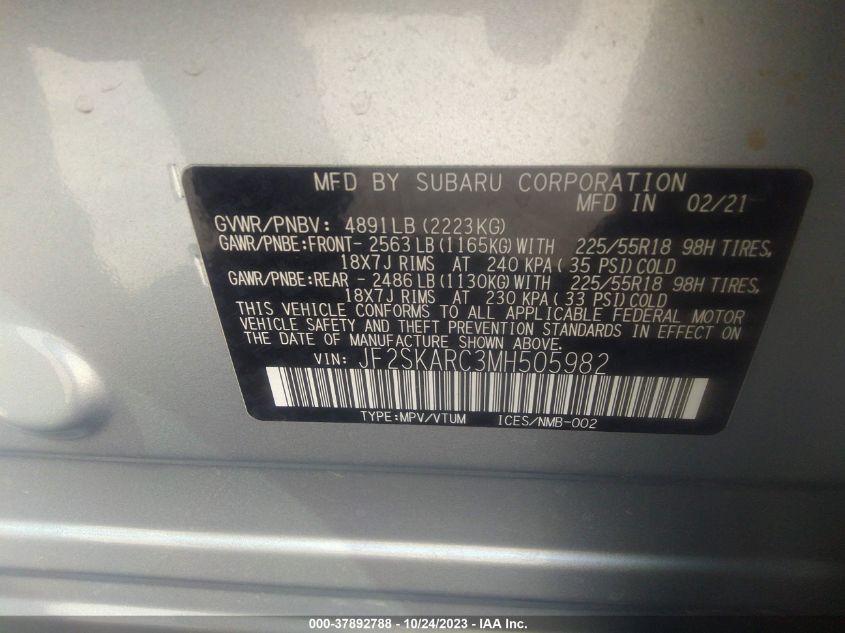 MFD BY SUBARU CORPORATION
MFD IN 02/21
GVWR/PNBV: 4891LB (2223KG)
GAWR/PNBE:FRONT- 2563 LB (1165KG) WITH 225/55R18 98H TIRES,
18X7J RIMS AT 240 KPA ( 35 PSI) COLD
GAWR/PNBE:REAR - 2486 LB (1130KG) WITH 225/55R18 98H TIRES,
18X7J RIMS AT 230 KPA ( 33 PSI) COLD
THIS VEHICLE CONFORMS TO ALL APPLICABLE FEDERAL MOTOR
VEHICLE SAFETY AND THEFT PREVENTION STANDARDS IN EFFECT ON
THE DATE OF MANUFACTURE SHOWN ABOVE.
VIN: JF2SKARC3MH505982
TYPE:MPV/VTUM ICES/NMB-002
000-37892788 - 10/24/2023 - IAA Inc.